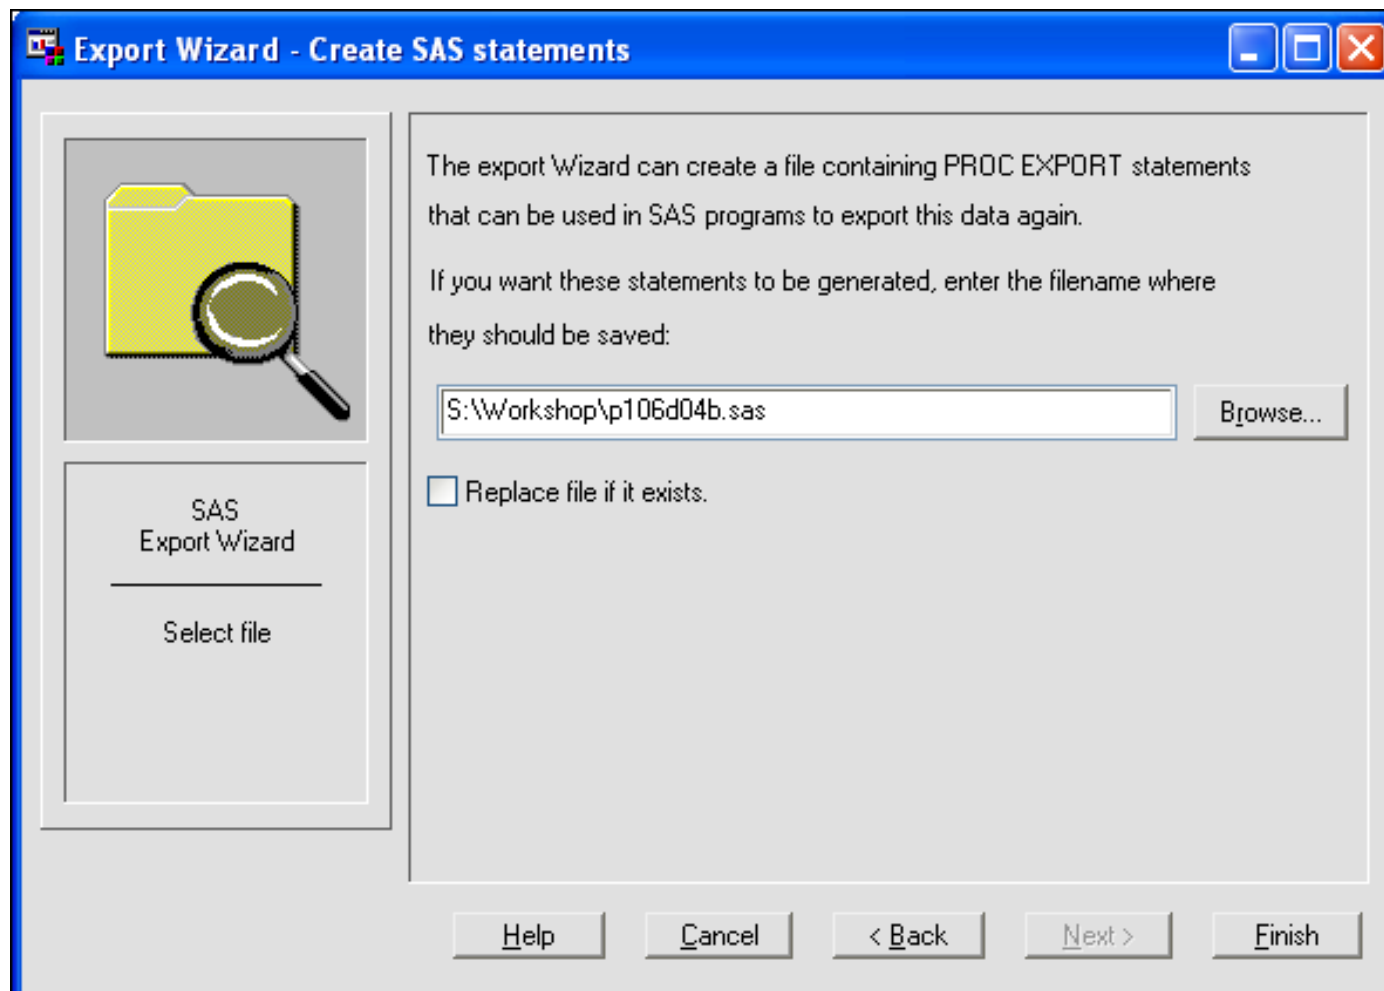 Export Wizard - Create SAS statements
The export Wizard can create a file containing PROC EXPORT statements
that can be used in SAS programs to export this data again.
If you want these statements to be generated, enter the filename where
they should be saved:
S:\Workshop\p106d04b.sas
Browse...
Replace file if it exists.
SAS
Export Wizard
Select file
Help
Cancel
< Back
Next >
Finish